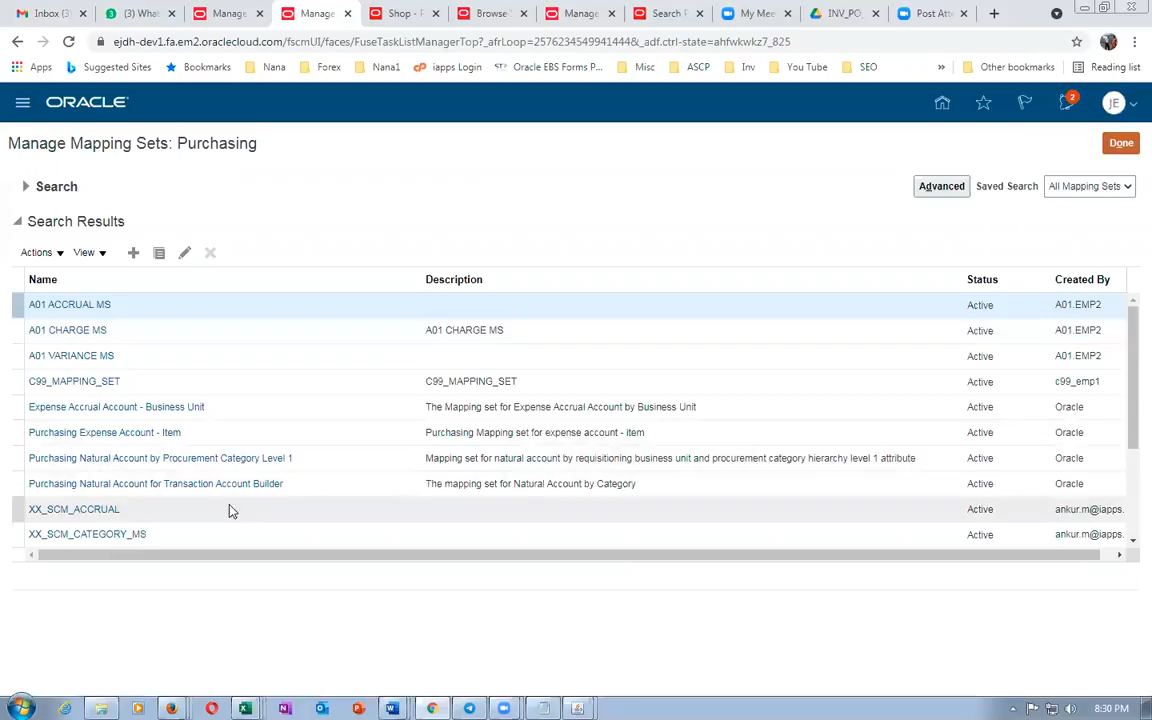 Inbox (3) (3) What Manage Manage Shop - P Browse Manage Search P My Mee INV_PO_ Post Atte
ejdh-dev1.fa.em2.oraclecloud.com/fscmUI/faces/FuseTaskListManagerTop?_afrLoop=2576234549941444&_adf.ctrl-state=ahfwkwkz7_825
Apps Suggested Sites Bookmarks Nana Forex Nana1 iapps Login Oracle EBS Forms P... Misc ASCP Inv You Tube SEO » Other bookmarks Reading list
ORACLE 2 JE
Manage Mapping Sets: Purchasing Done
Search Advanced Saved Search All Mapping Sets
Search Results
Actions View
Name Description Status Created By
A01 ACCRUAL MS Active A01.EMP2
A01 CHARGE MS A01 CHARGE MS Active A01.EMP2
A01 VARIANCE MS Active A01.EMP2
C99_MAPPING_SET C99_MAPPING_SET Active c99_emp1
Expense Accrual Account - Business Unit The Mapping set for Expense Accrual Account by Business Unit Active Oracle
Purchasing Expense Account - Item Purchasing Mapping set for expense account - item Active Oracle
Purchasing Natural Account by Procurement Category Level 1 Mapping set for natural account by requisitioning business unit and procurement category hierarchy level 1 attribute Active Oracle
Purchasing Natural Account for Transaction Account Builder The mapping set for Natural Account by Category Active Oracle
XX_SCM_ACCRUAL Active ankur.m@iapps.
XX_SCM_CATEGORY_MS Active ankur.m@iapps.
8:30 PM